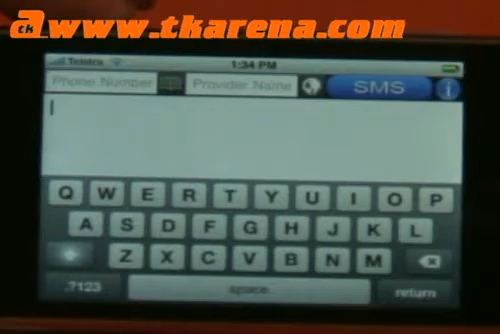 www.tkarena.com
Telstra 1:34 PM
Phone Number Provider Name SMS i
Q W E R T Y U I O P
A S D F G H J K L
Z X C V B N M
.?123 space return